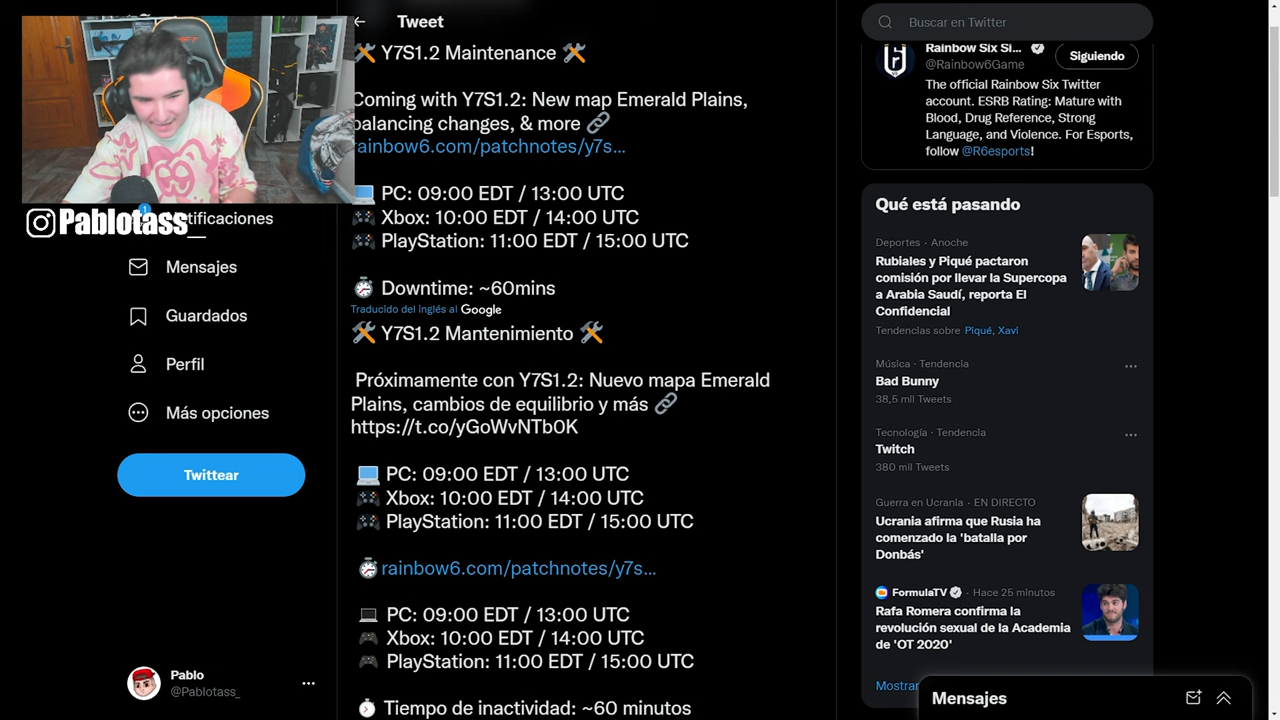 Tweet
Y7S1.2 Maintenance
Coming with Y7S1.2: New map Emerald Plains,
balancing changes, & more
rainbow6.com/patchnotes/y7s...
PC: 09:00 EDT / 13:00 UTC
Xbox: 10:00 EDT / 14:00 UTC
PlayStation: 11:00 EDT / 15:00 UTC
Downtime: ~60mins
Traducido del inglés al Google
Y7S1.2 Mantenimiento
Próximamente con Y7S1.2: Nuevo mapa Emerald
Plains, cambios de equilibrio y más
https://t.co/yGoWvNTb0K
PC: 09:00 EDT / 13:00 UTC
Xbox: 10:00 EDT / 14:00 UTC
PlayStation: 11:00 EDT / 15:00 UTC
rainbow6.com/patchnotes/y7s...
PC: 09:00 EDT / 13:00 UTC
Xbox: 10:00 EDT / 14:00 UTC
PlayStation: 11:00 EDT / 15:00 UTC
Tiempo de inactividad: ~60 minutos
Pablotass__
1
Mensajes
Guardados
Perfil
Más opciones
Twittear
Pablo
@Pablotass_
Buscar en Twitter
Rainbow Six Si...
@Rainbow6Game
Siguiendo
The official Rainbow Six Twitter
account. ESRB Rating: Mature with
Blood, Drug Reference, Strong
Language, and Violence. For Esports,
follow @R6esports!
Qué está pasando
Deportes · Anoche
Rubiales y Piqué pactaron
comisión por llevar la Supercopa
a Arabia Saudí, reporta El
Confidencial
Tendencias sobre Piqué, Xavi
Música · Tendencia
Bad Bunny
38,5 mil Tweets
Tecnología · Tendencia
Twitch
380 mil Tweets
Guerra en Ucrania · EN DIRECTO
Ucrania afirma que Rusia ha
comenzado la 'batalla por
Donbás'
FormulaTV · Hace 25 minutos
Rafa Romera confirma la
revolución sexual de la Academia
de 'OT 2020'
Mostrar
Mensajes